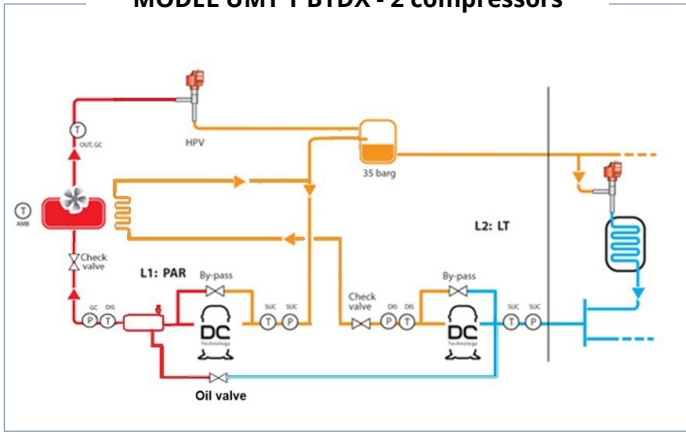 MODEL UMT 1 BTDX - 2 compressors
T
OUT, GC
HPV
35 barg
T
AMB
L2: LT
Check
valve
L1: PAR
By-pass
By-pass
GC DIS
P T
SUC SUC
T P
Check
valve
DIS DIS
P T
SUC SUC
T P
DC
Technology
DC
Technology
Oil valve